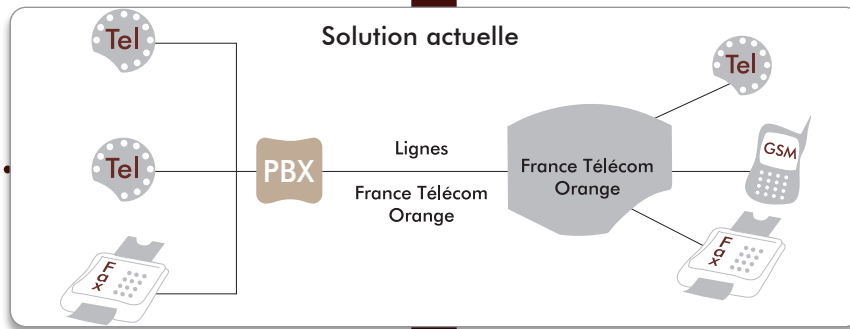 Solution actuelle
Tel
Tel
Tel
PBX
Lignes
France Télécom
Orange
France Télécom
Orange
GSM
Fax
Fax